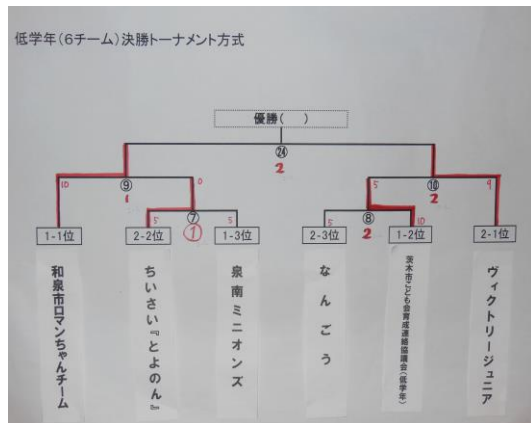 低学年(6チーム)決勝トーナメント方式
優勝(　)
㉔
2
10
⑨
1
0
5
⑩
2
9
5
⑦
①
5
5
⑧
2
10
1-1位
2-2位
1-3位
2-3位
1-2位
2-1位
和泉市ロマンちゃんチーム
ちいさい『とよのん』
泉南ミニオンズ
なんごう
茨木市こども会育成連絡協議会(低学年)
ヴィクトリージュニア